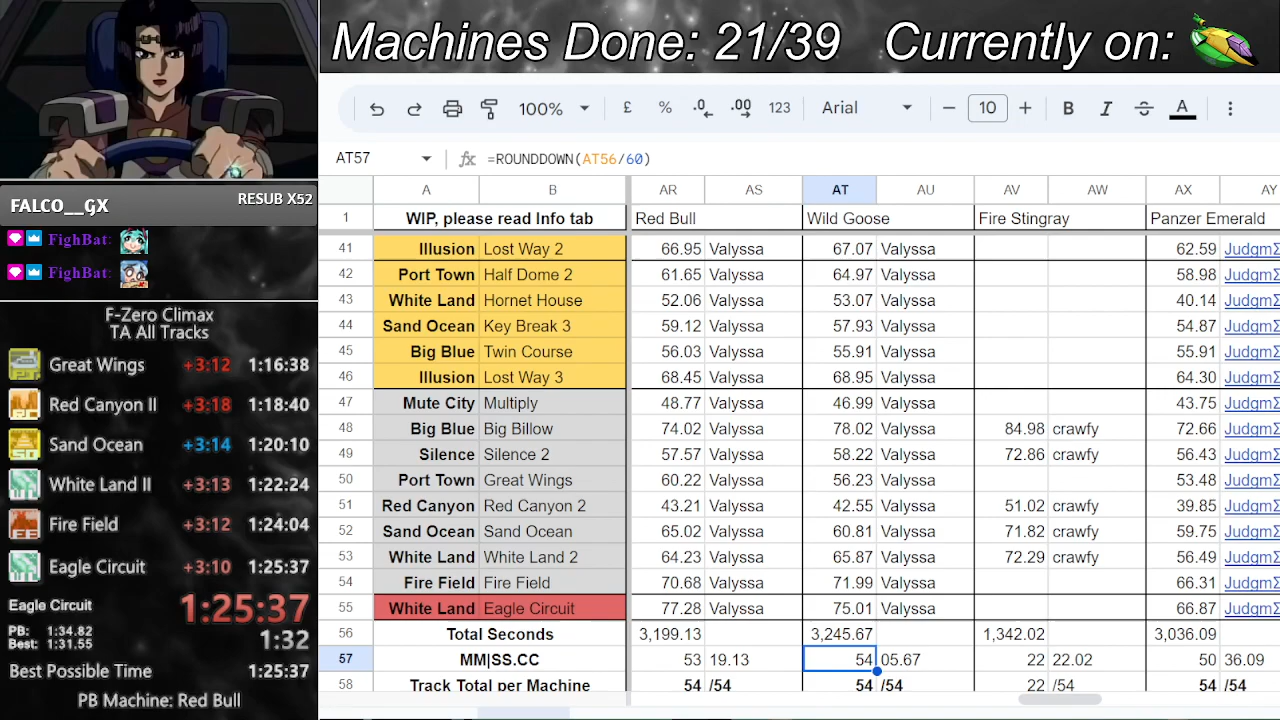 Machines Done: 21/39 Currently on:
FALCO__GX RESUB X52
FighBat:
FighBat:
F-Zero Climax
TA All Tracks
Great Wings +3:12 1:16:38
Red Canyon II +3:18 1:18:40
Sand Ocean +3:14 1:20:10
White Land II +3:13 1:22:24
Fire Field +3:12 1:24:04
Eagle Circuit +3:10 1:25:37
Eagle Circuit 1:25:37
PB: 1:34.82
Best: 1:31.55 1:32
Best Possible Time 1:25:37
PB Machine: Red Bull
100% £ % .0 .00 123 Arial 10 B I S A
AT57 fx =ROUNDDOWN(AT56/60)
A B AR AS AT AU AV AW AX AY
1 WIP, please read Info tab Red Bull Wild Goose Fire Stingray Panzer Emerald
41 Illusion Lost Way 2 66.95 Valyssa 67.07 Valyssa 62.59 JudgmΣ
42 Port Town Half Dome 2 61.65 Valyssa 64.97 Valyssa 58.98 JudgmΣ
43 White Land Hornet House 52.06 Valyssa 53.07 Valyssa 40.14 JudgmΣ
44 Sand Ocean Key Break 3 59.12 Valyssa 57.93 Valyssa 54.87 JudgmΣ
45 Big Blue Twin Course 56.03 Valyssa 55.91 Valyssa 55.91 JudgmΣ
46 Illusion Lost Way 3 68.45 Valyssa 68.95 Valyssa 64.30 JudgmΣ
47 Mute City Multiply 48.77 Valyssa 46.99 Valyssa 43.75 JudgmΣ
48 Big Blue Big Billow 74.02 Valyssa 78.02 Valyssa 84.98 crawfy 72.66 JudgmΣ
49 Silence Silence 2 57.57 Valyssa 58.22 Valyssa 72.86 crawfy 56.43 JudgmΣ
50 Port Town Great Wings 60.22 Valyssa 56.23 Valyssa 53.48 JudgmΣ
51 Red Canyon Red Canyon 2 43.21 Valyssa 42.55 Valyssa 51.02 crawfy 39.85 JudgmΣ
52 Sand Ocean Sand Ocean 65.02 Valyssa 60.81 Valyssa 71.82 crawfy 59.75 JudgmΣ
53 White Land White Land 2 64.23 Valyssa 65.87 Valyssa 72.29 crawfy 56.49 JudgmΣ
54 Fire Field Fire Field 70.68 Valyssa 71.99 Valyssa 66.31 JudgmΣ
55 White Land Eagle Circuit 77.28 Valyssa 75.01 Valyssa 66.87 JudgmΣ
56 Total Seconds 3,199.13 3,245.67 1,342.02 3,036.09
57 MM|SS.CC 53 19.13 54 05.67 22 22.02 50 36.09
58 Track Total per Machine 54 /54 54 /54 22 /54 54 /54